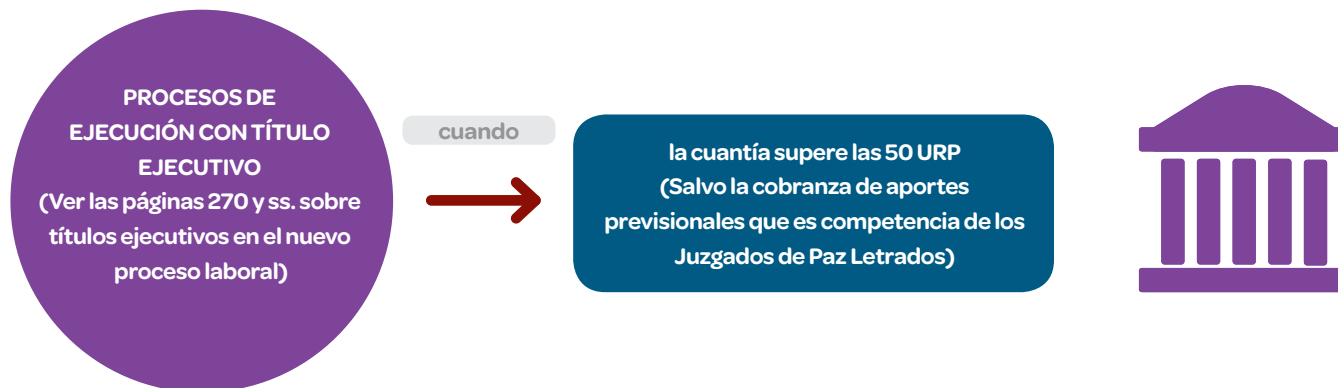 PROCESOS DE
EJECUCIÓN CON TÍTULO
EJECUTIVO
(Ver las páginas 270 y ss. sobre
títulos ejecutivos en el nuevo
proceso laboral)
cuando
la cuantía supere las 50 URP
(Salvo la cobranza de aportes
previsionales que es competencia de los
Juzgados de Paz Letrados)